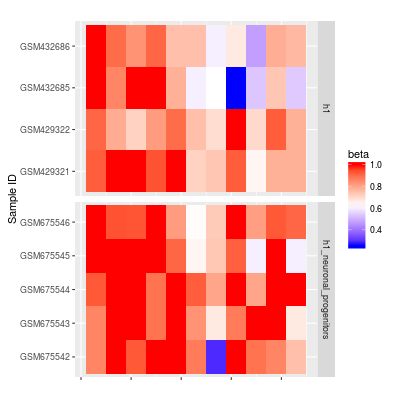 GSM432686
GSM432685
GSM429322
GSM429321
h1
GSM675546
GSM675545
GSM675544
GSM675543
GSM675542
h1_neuronal_progenitors
Sample ID
beta
1.0
0.8
0.6
0.4